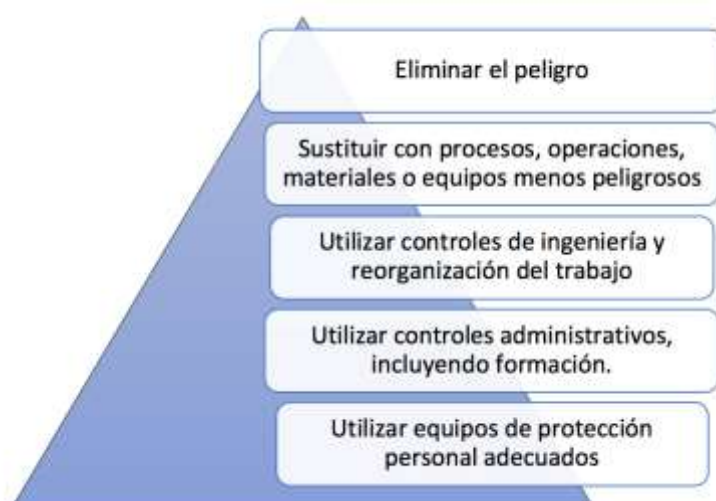 Eliminar el peligro
Sustituir con procesos, operaciones,
materiales o equipos menos peligrosos
Utilizar controles de ingeniería y
reorganización del trabajo
Utilizar controles administrativos,
incluyendo formación.
Utilizar equipos de protección
personal adecuados